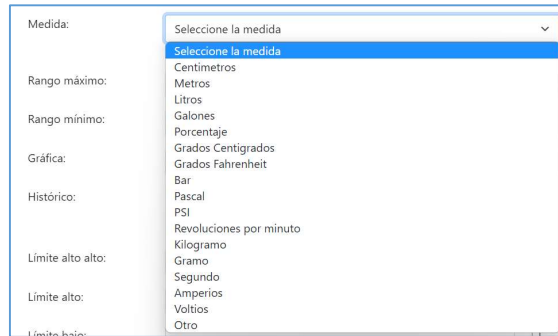 Medida:
Seleccione la medida
Seleccione la medida
Centimetros
Metros
Litros
Galones
Porcentaje
Grados Centigrados
Grados Fahrenheit
Bar
Pascal
PSI
Revoluciones por minuto
Kilogramo
Gramo
Segundo
Amperios
Voltios
Otro
Rango máximo:
Rango mínimo:
Gráfica:
Histórico:
Límite alto alto:
Límite alto:
Límite bajo: